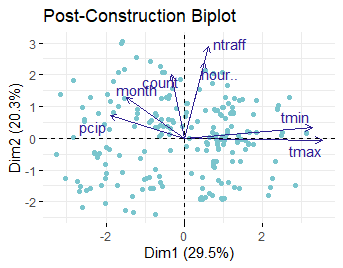 Post-Construction Biplot
Dim2 (20.3%)
3
2
1
0
-1
-2
ntraff
hour..
count
month
pcip
tmin
tmax
-2
0
2
Dim1 (29.5%)